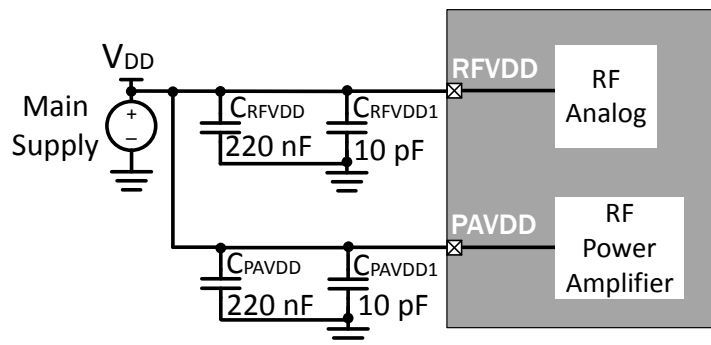 VDD
Main
Supply
+
–
CRFVDD
220 nF
CRFVDD1
10 pF
RFVDD
RF
Analog
CPAVDD
220 nF
CPAVDD1
10 pF
PAVDD
RF
Power
Amplifier